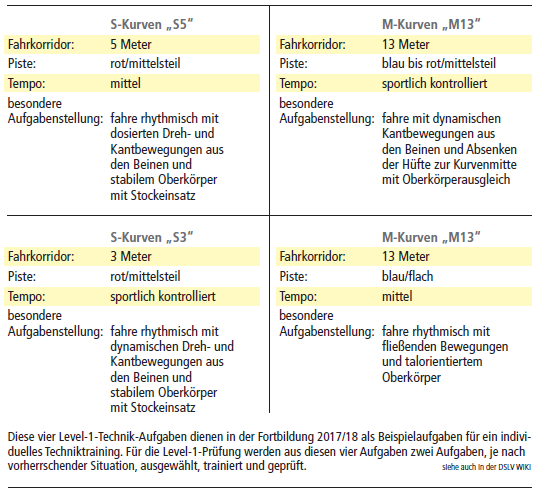 S-Kurven „S5“
Fahrkorridor: 5 Meter
Piste: rot/mittelsteil
Tempo: mittel
besondere
Aufgabenstellung: fahre rhythmisch mit
dosierten Dreh- und
Kantbewegungen aus
den Beinen und
stabilem Oberkörper
mit Stockeinsatz
M-Kurven „M13“
Fahrkorridor: 13 Meter
Piste: blau bis rot/mittelsteil
Tempo: sportlich kontrolliert
besondere
Aufgabenstellung: fahre mit dynamischen
Kantbewegungen aus
den Beinen und Absenken
der Hüfte zur Kurvenmitte
mit Oberkörperausgleich
S-Kurven „S3“
Fahrkorridor: 3 Meter
Piste: rot/mittelsteil
Tempo: sportlich kontrolliert
besondere
Aufgabenstellung: fahre rhythmisch mit
dynamischen Dreh- und
Kantbewegungen aus
den Beinen und
stabilem Oberkörper
mit Stockeinsatz
M-Kurven „M13“
Fahrkorridor: 13 Meter
Piste: blau/flach
Tempo: mittel
besondere
Aufgabenstellung: fahre rhythmisch mit
fließenden Bewegungen
und talorientiertem
Oberkörper
Diese vier Level-1-Technik-Aufgaben dienen in der Fortbildung 2017/18 als Beispielaufgaben für ein indivi-
duelles Techniktraining. Für die Level-1-Prüfung werden aus diesen vier Aufgaben zwei Aufgaben, je nach
vorherrschender Situation, ausgewählt, trainiert und geprüft. siehe auch in der DSLV WIKI